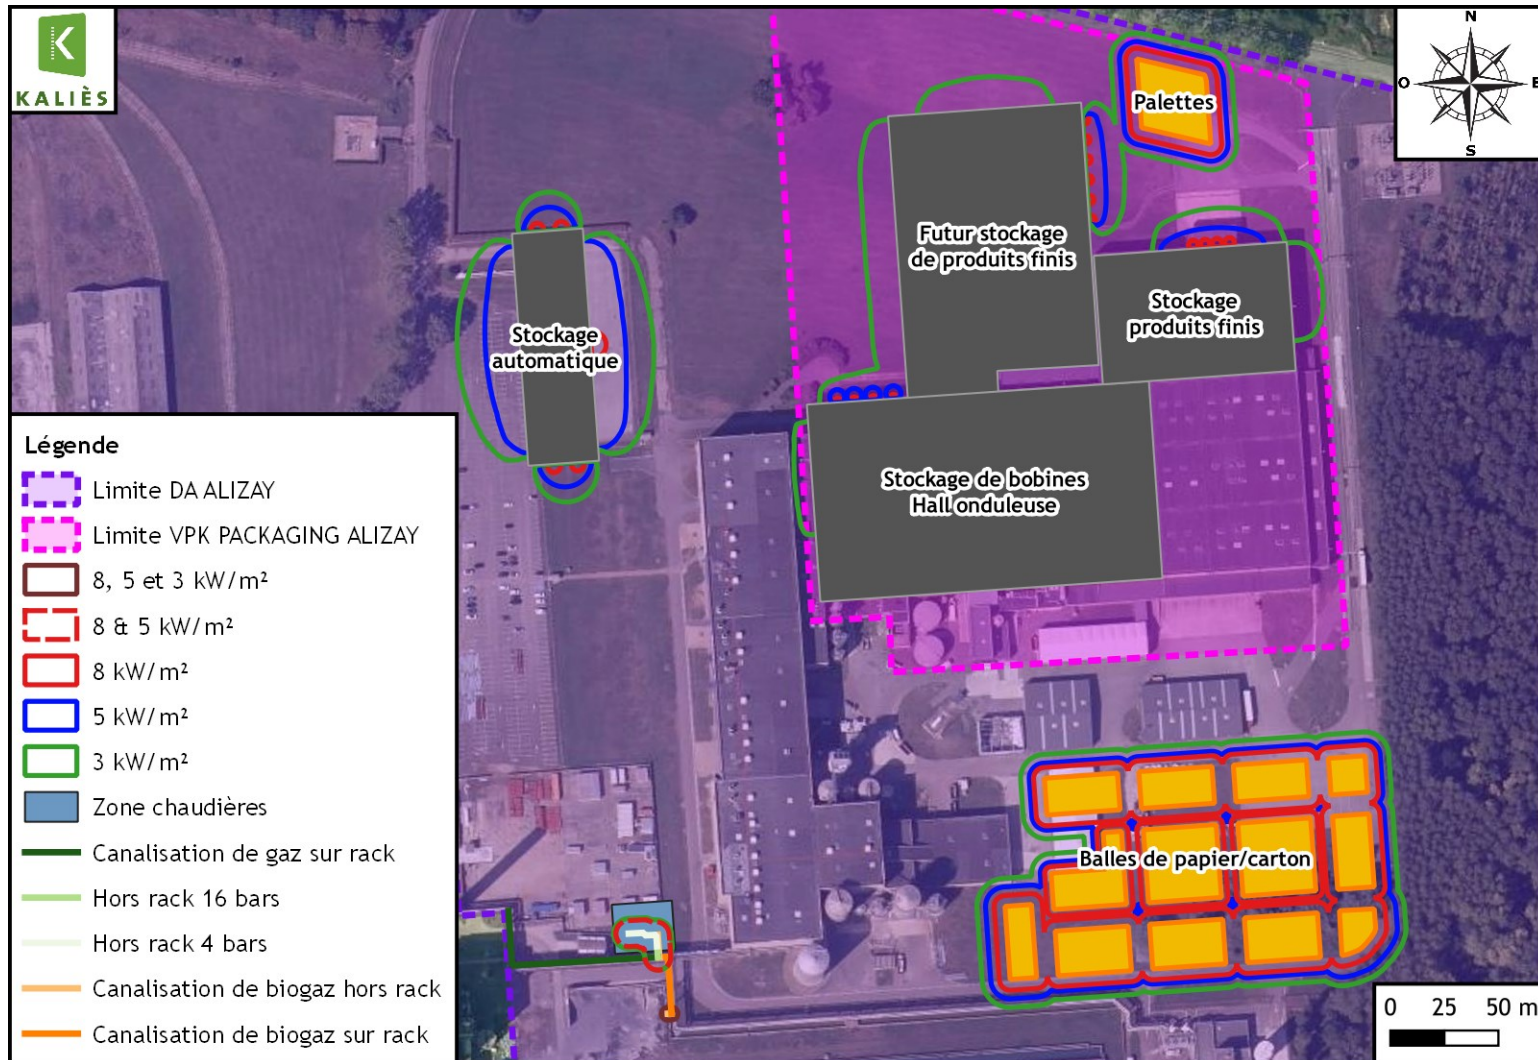 K
KALIÈS
N
O
E
S
Palettes
Futur stockage
de produits finis
Stockage
produits finis
Stockage
automatique
Stockage de bobines
Hall onduleuse
Balles de papier/carton
Légende
Limite DA ALIZAY
Limite VPK PACKAGING ALIZAY
8, 5 et 3 kW/m²
8 & 5 kW/m²
8 kW/m²
5 kW/m²
3 kW/m²
Zone chaudières
Canalisation de gaz sur rack
Hors rack 16 bars
Hors rack 4 bars
Canalisation de biogaz hors rack
Canalisation de biogaz sur rack
0 25 50 m